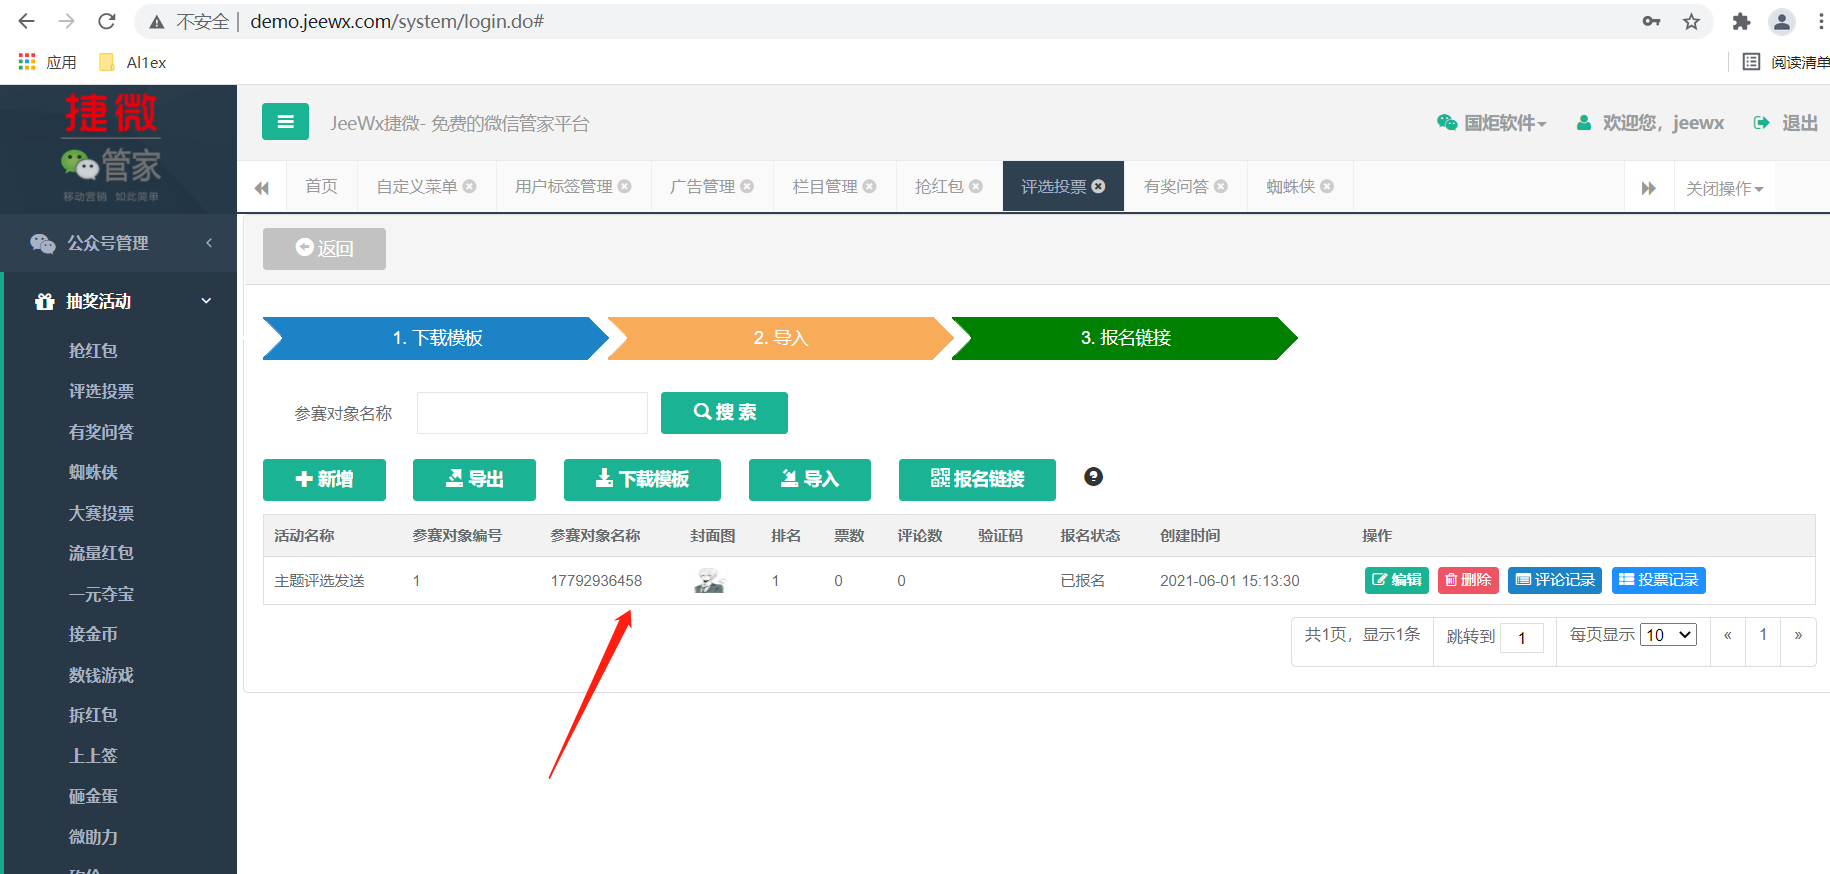 不安全 demo.jeewx.com/system/login.do#
应用 Al1ex 阅读清单
捷微
管家
移动营销 如此简单
JeeWx捷微- 免费的微信管家平台 国炬软件 欢迎您，jeewx 退出
首页 自定义菜单 用户标签管理 广告管理 栏目管理 抢红包 评选投票 有奖问答 蜘蛛侠 关闭操作
公众号管理
返回
抽奖活动
抢红包
评选投票
有奖问答
蜘蛛侠
大赛投票
流量红包
一元夺宝
接金币
数钱游戏
拆红包
上上签
砸金蛋
微助力
1. 下载模板 2. 导入 3. 报名链接
参赛对象名称 搜 索
新增 导出 下载模板 导入 报名链接
活动名称 参赛对象编号 参赛对象名称 封面图 排名 票数 评论数 验证码 报名状态 创建时间 操作
主题评选发送 1 17792936458 1 0 0 已报名 2021-06-01 15:13:30 编辑 删除 评论记录 投票记录
共1页，显示1条 跳转到 1 每页显示 10 « 1 »